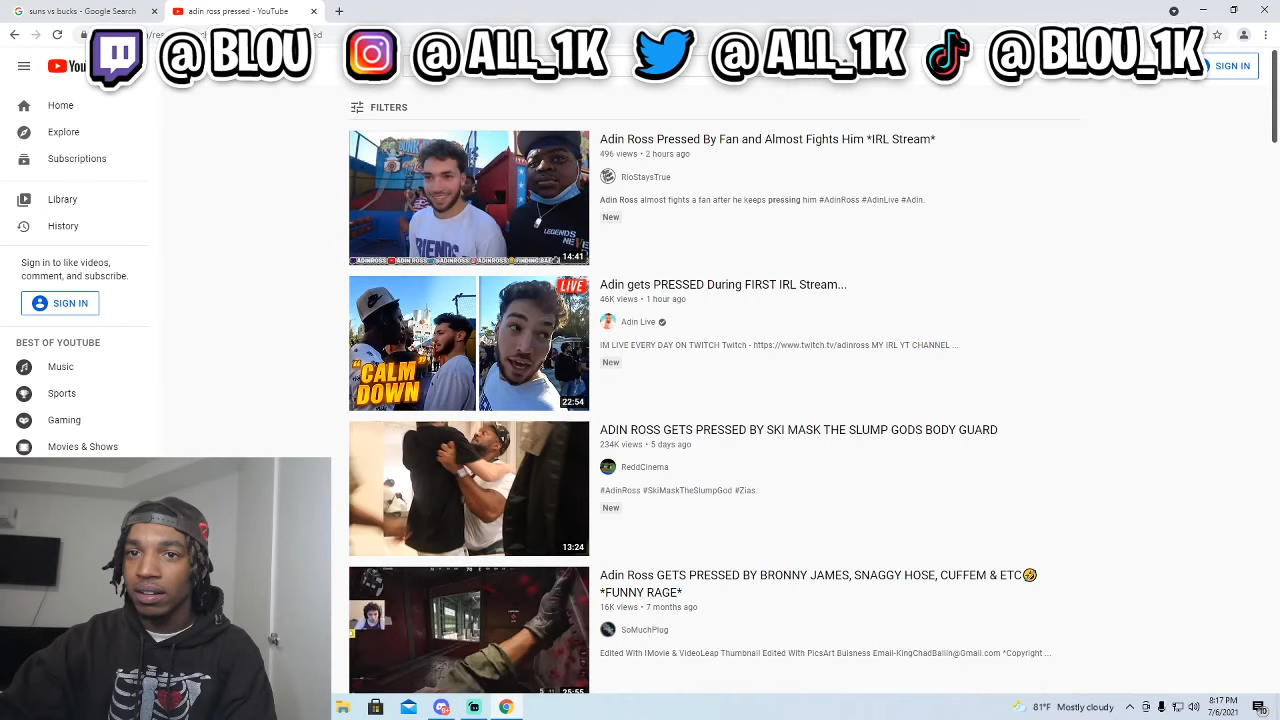 suns vs bucks - Google Search
adin ross pressed - YouTube
@ BLOU
@ ALL_1K
@ ALL_1K
@ BLOU_1K
SIGN IN
Home
Explore
Subscriptions
Library
History
Sign in to like videos,
comment, and subscribe.
SIGN IN
BEST OF YOUTUBE
Music
Sports
Gaming
Movies & Shows
FILTERS
14:41
Adin Ross Pressed By Fan and Almost Fights Him *IRL Stream*
496 views • 2 hours ago
RioStaysTrue
Adin Ross almost fights a fan after he keeps pressing him #AdinRoss #AdinLive #Adin.
New
LIVE
"CALM
DOWN"
22:54
Adin gets PRESSED During FIRST IRL Stream...
46K views • 1 hour ago
Adin Live
IM LIVE EVERY DAY ON TWITCH Twitch - https://www.twitch.tv/adinross MY IRL YT CHANNEL ...
New
13:24
ADIN ROSS GETS PRESSED BY SKI MASK THE SLUMP GODS BODY GUARD
234K views • 5 days ago
ReddCinema
#AdinRoss #SkiMaskTheSlumpGod #Zias.
New
25:55
Adin Ross GETS PRESSED BY BRONNY JAMES, SNAGGY HOSE, CUFFEM & ETC🤣
*FUNNY RAGE*
16K views • 7 months ago
SoMuchPlug
Edited With IMovie & VideoLeap Thumbnail Edited With PicsArt Buisness Email-KingChadBallin@Gmail.com *Copyright ...
81°F Mostly cloudy
8:17 PM
7/6/2021